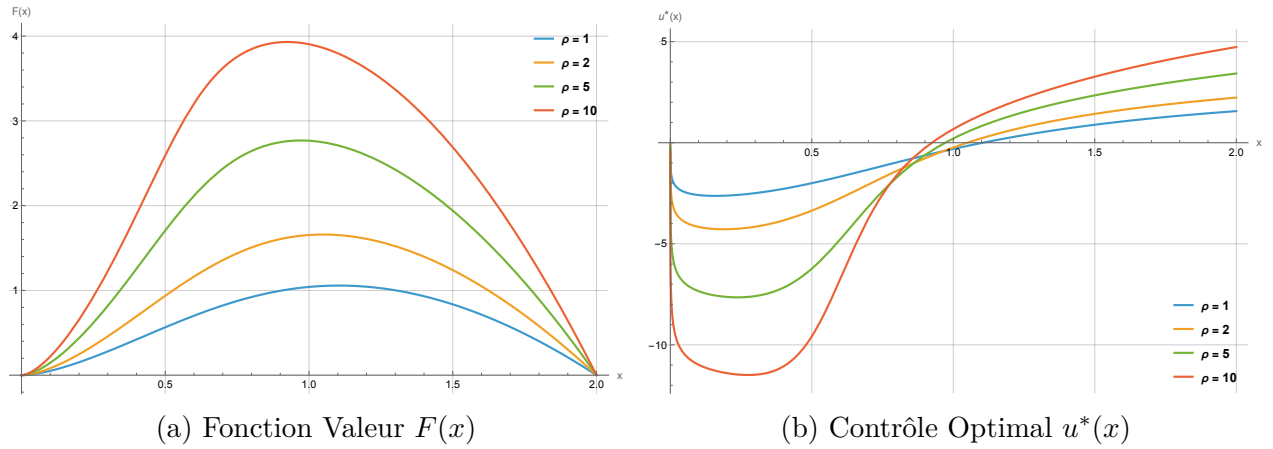 F(x)
4
3
2
1
0.5
1.0
1.5
2.0
x
ρ = 1
ρ = 2
ρ = 5
ρ = 10
(a) Fonction Valeur F(x)
u*(x)
5
−5
−10
0.5
1.0
1.5
2.0
x
ρ = 1
ρ = 2
ρ = 5
ρ = 10
(b) Contrôle Optimal u*(x)